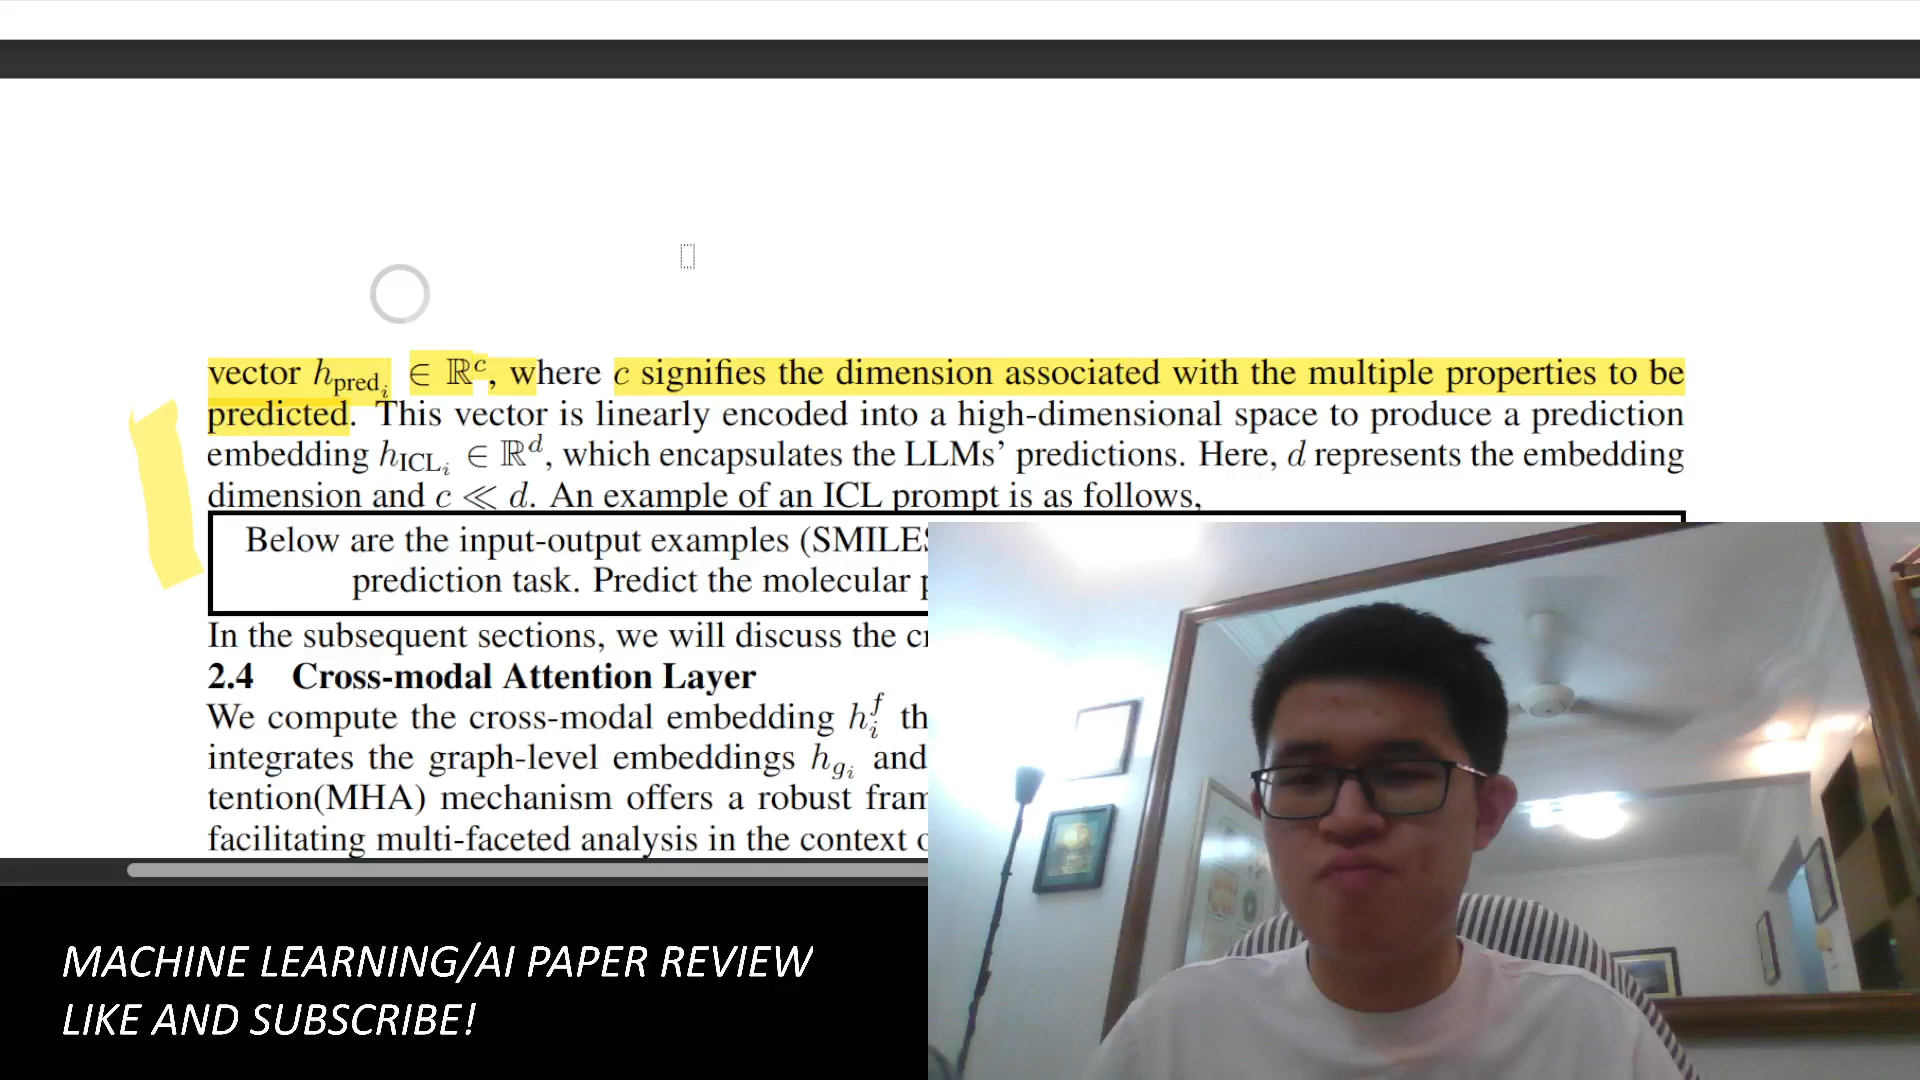 vector h_pred_i ∈ ℝ^c, where c signifies the dimension associated with the multiple properties to be
predicted. This vector is linearly encoded into a high-dimensional space to produce a prediction
embedding h_ICL_i ∈ ℝ^d, which encapsulates the LLMs' predictions. Here, d represents the embedding
dimension and c ≪ d. An example of an ICL prompt is as follows,
Below are the input-output examples (SMILES
prediction task. Predict the molecular p
In the subsequent sections, we will discuss the cr
2.4 Cross-modal Attention Layer
We compute the cross-modal embedding h_i^f th
integrates the graph-level embeddings h_g_i and
tention(MHA) mechanism offers a robust fram
facilitating multi-faceted analysis in the context o
MACHINE LEARNING/AI PAPER REVIEW
LIKE AND SUBSCRIBE!